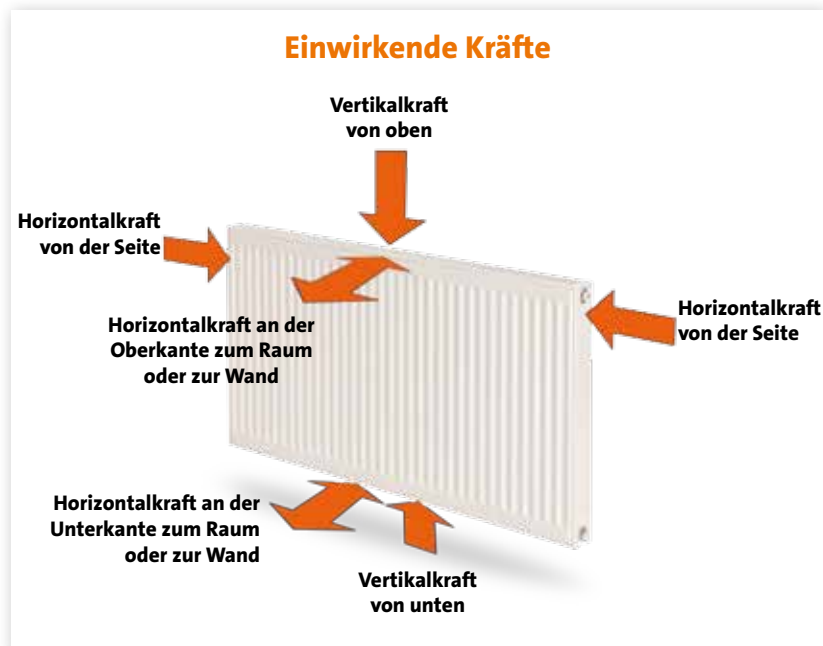 Einwirkende Kräfte
Vertikalkraft
von oben
Horizontalkraft
von der Seite
Horizontalkraft an der
Oberkante zum Raum
oder zur Wand
Horizontalkraft
von der Seite
Horizontalkraft an der
Unterkante zum Raum
oder zur Wand
Vertikalkraft
von unten